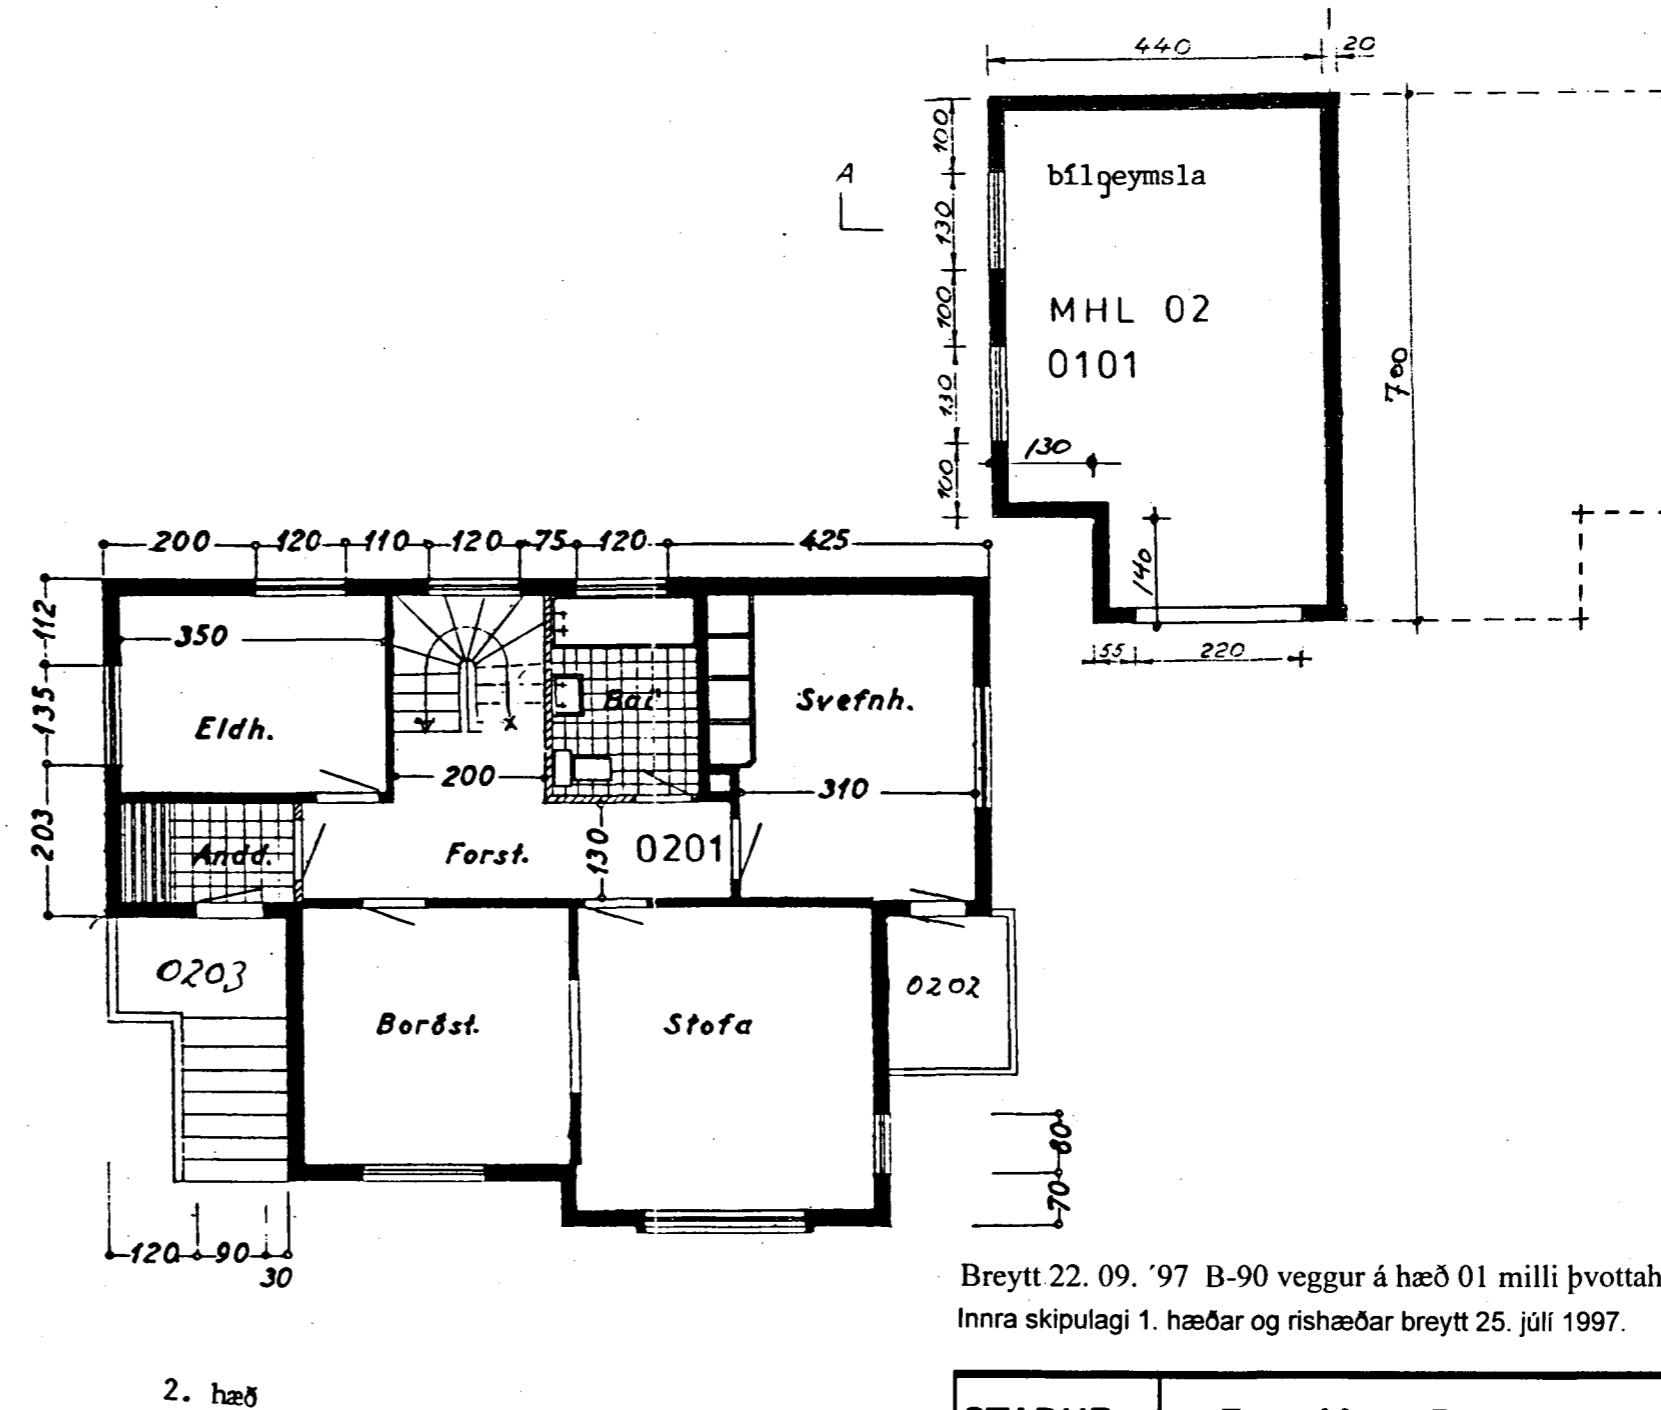 440 20
100
130
100
130
100
A
bílgeymsla
MHL 02
0101
700
130
140
55 220
200 120 110 120 75 120 425
112
135
203
350
Eldh.
200
Bað
Svefnh.
310
Andd.
Forst.
130
0201
0203
Borðst.
Stofa
0202
80
70
120 90
30
Breytt 22. 09. ´97 B-90 veggur á hæð 01 milli þvottah
Innra skipulagi 1. hæðar og rishæðar breytt 25. júlí 1997.
2. hæð